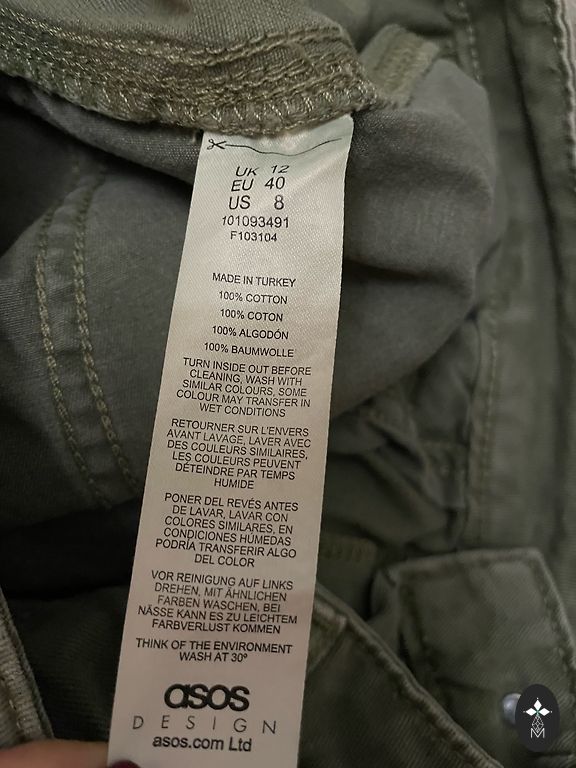 UK 12
EU 40
US 8
101093491
F103104
MADE IN TURKEY
100% COTTON
100% COTON
100% ALGODÓN
100% BAUMWOLLE
TURN INSIDE OUT BEFORE
CLEANING, WASH WITH
SIMILAR COLOURS, SOME
COLOUR MAY TRANSFER IN
WET CONDITIONS
RETOURNER SUR L'ENVERS
AVANT LAVAGE, LAVER AVEC
DES COULEURS SIMILAIRES,
LES COULEURS PEUVENT
DÉTEINDRE PAR TEMPS
HUMIDE
PONER DEL REVÉS ANTES
DE LAVAR, LAVAR CON
COLORES SIMILARES, EN
CONDICIONES HÚMEDAS
PODRÍA TRANSFERIR ALGO
DEL COLOR
VOR REINIGUNG AUF LINKS
DREHEN, MIT ÄHNLICHEN
FARBEN WASCHEN, BEI
NÄSSE KANN ES ZU LEICHTEM
FARBVERLUST KOMMEN
THINK OF THE ENVIRONMENT
WASH AT 30º
asos
DESIGN
asos.com Ltd
M